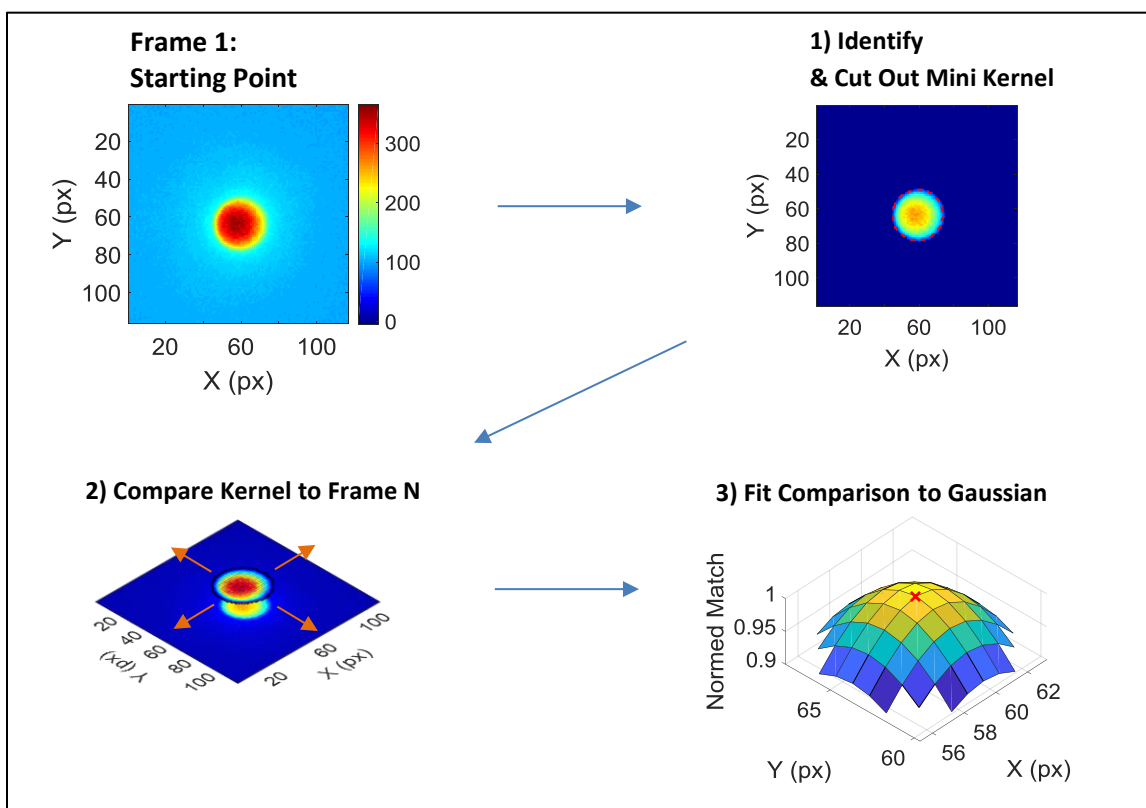 Frame 1:
Starting Point
20
40
60
80
100
Y (px)
20 60 100
X (px)
300
200
100
0
1) Identify
& Cut Out Mini Kernel
20
40
60
80
100
Y (px)
20 60 100
X (px)
2) Compare Kernel to Frame N
20
40
60
80
100
Y (px)
20
60
100
X (px)
3) Fit Comparison to Gaussian
1
0.95
0.9
Normed Match
65
60
Y (px)
56
58
60
62
X (px)